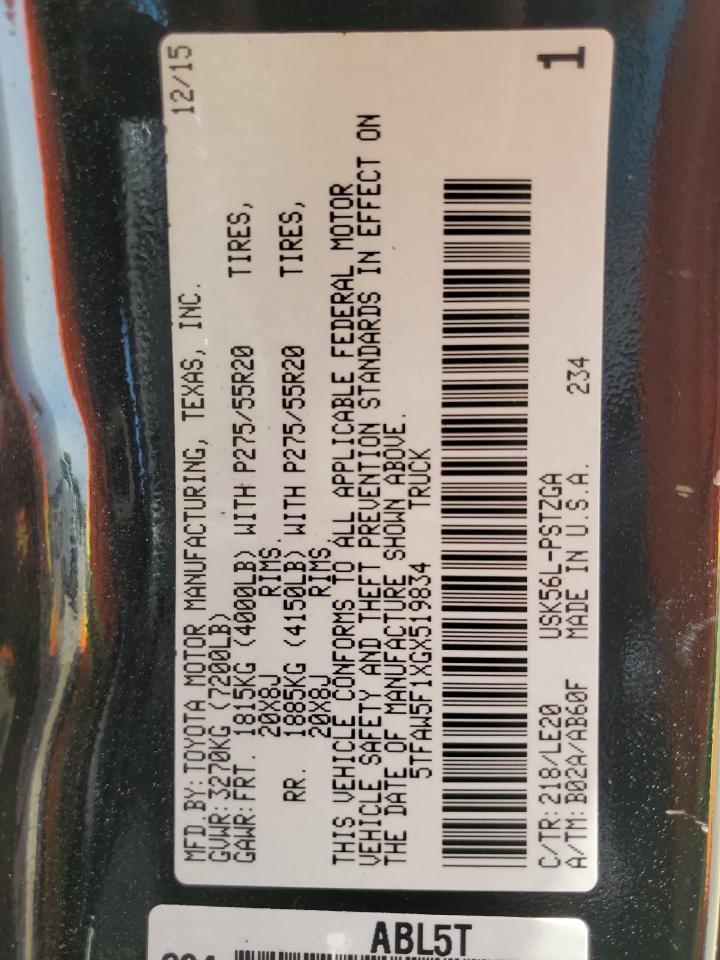 MFD.BY:TOYOTA MOTOR MANUFACTURING, TEXAS, INC. 12/15
GVWR:3270KG (7200LB)
GAWR:FRT. 1815KG (4000LB) WITH P275/55R20 TIRES,
20X8J RIMS.
RR. 1885KG (4150LB) WITH P275/55R20 TIRES,
20X8J RIMS.
THIS VEHICLE CONFORMS TO ALL APPLICABLE FEDERAL MOTOR
VEHICLE SAFETY AND THEFT PREVENTION STANDARDS IN EFFECT ON
THE DATE OF MANUFACTURE SHOWN ABOVE.
5TFAW5F1XGX519834 TRUCK
C/TR:218/LE20 USK56L-PSTZGA
A/TM:B02A/AB60F MADE IN U.S.A. 234
1
ABL5T